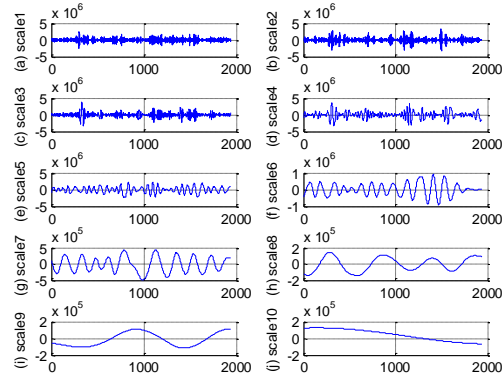 x 10^6
5
0
-5
0 1000 2000
(a) scale1
x 10^6
5
0
-5
0 1000 2000
(b) scale2
x 10^6
5
0
-5
0 1000 2000
(c) scale3
x 10^6
5
0
-5
0 1000 2000
(d) scale4
x 10^6
5
0
-5
0 1000 2000
(e) scale5
x 10^6
1
0
-1
0 1000 2000
(f) scale6
x 10^5
5
0
-5
0 1000 2000
(g) scale7
x 10^5
2
0
-2
0 1000 2000
(h) scale8
x 10^5
2
0
-2
0 1000 2000
(i) scale9
x 10^5
2
0
-2
0 1000 2000
(j) scale10